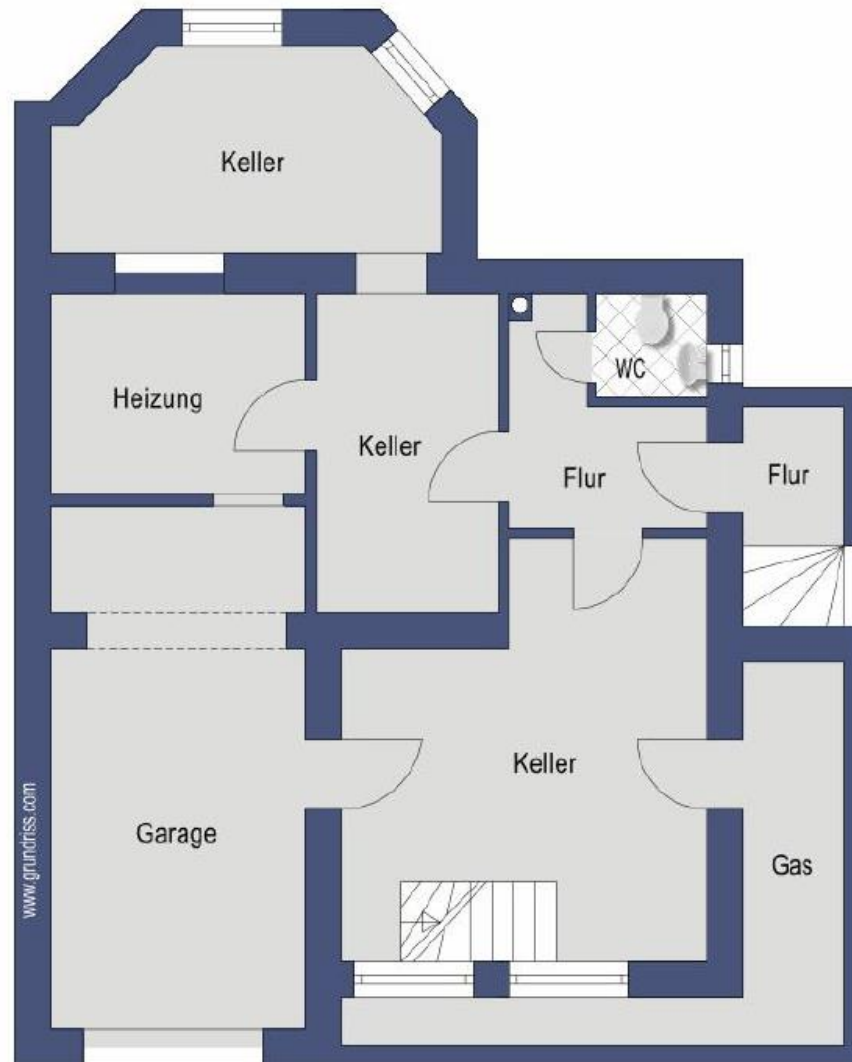 Keller
Heizung
Keller
WC
Flur
Flur
Keller
Garage
Gas
www.grundriss.com